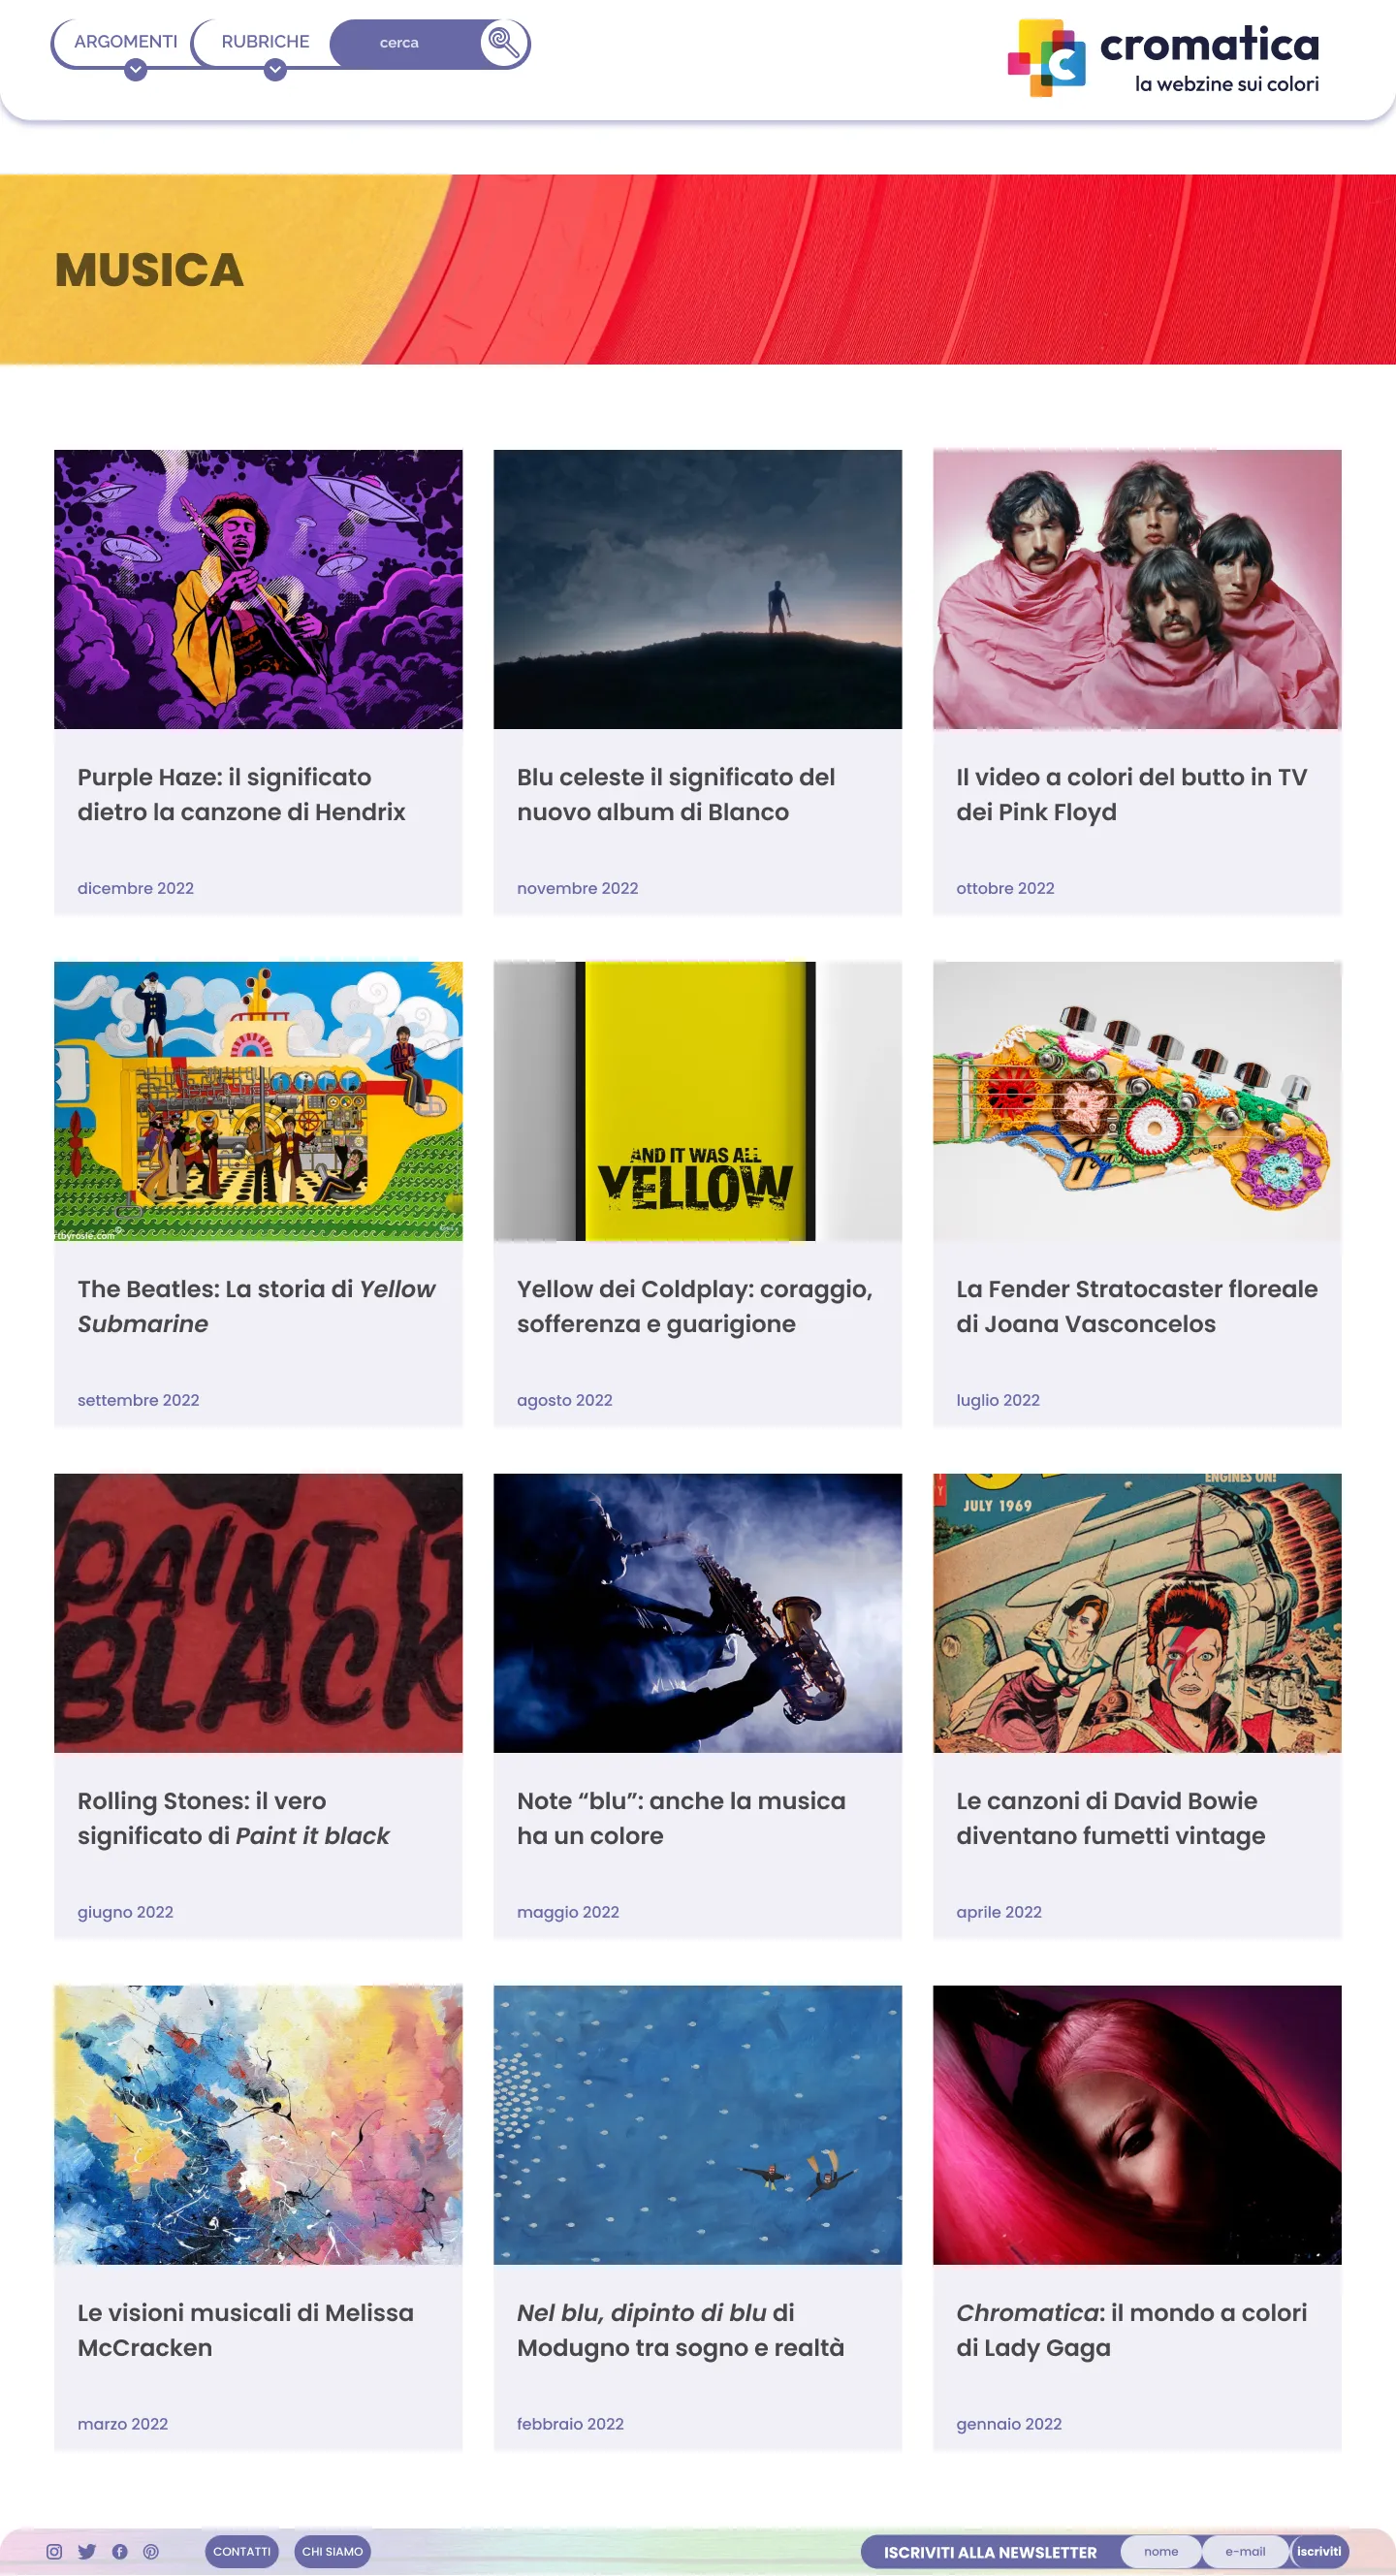 ARGOMENTI
RUBRICHE
cerca
cromatica
la webzine sui colori
MUSICA
Purple Haze: il significato
dietro la canzone di Hendrix
dicembre 2022
Blu celeste il significato del
nuovo album di Blanco
novembre 2022
Il video a colori del butto in TV
dei Pink Floyd
ottobre 2022
The Beatles: La storia di Yellow
Submarine
settembre 2022
AND IT WAS ALL
YELLOW
Yellow dei Coldplay: coraggio,
sofferenza e guarigione
agosto 2022
La Fender Stratocaster floreale
di Joana Vasconcelos
luglio 2022
PAINT IT
BLACK
Rolling Stones: il vero
significato di Paint it black
giugno 2022
Note “blu”: anche la musica
ha un colore
maggio 2022
ENGINES ON!
JULY 1969
Le canzoni di David Bowie
diventano fumetti vintage
aprile 2022
Le visioni musicali di Melissa
McCracken
marzo 2022
Nel blu, dipinto di blu di
Modugno tra sogno e realtà
febbraio 2022
Chromatica: il mondo a colori
di Lady Gaga
gennaio 2022
CONTATTI
CHI SIAMO
ISCRIVITI ALLA NEWSLETTER
nome
e-mail
iscriviti